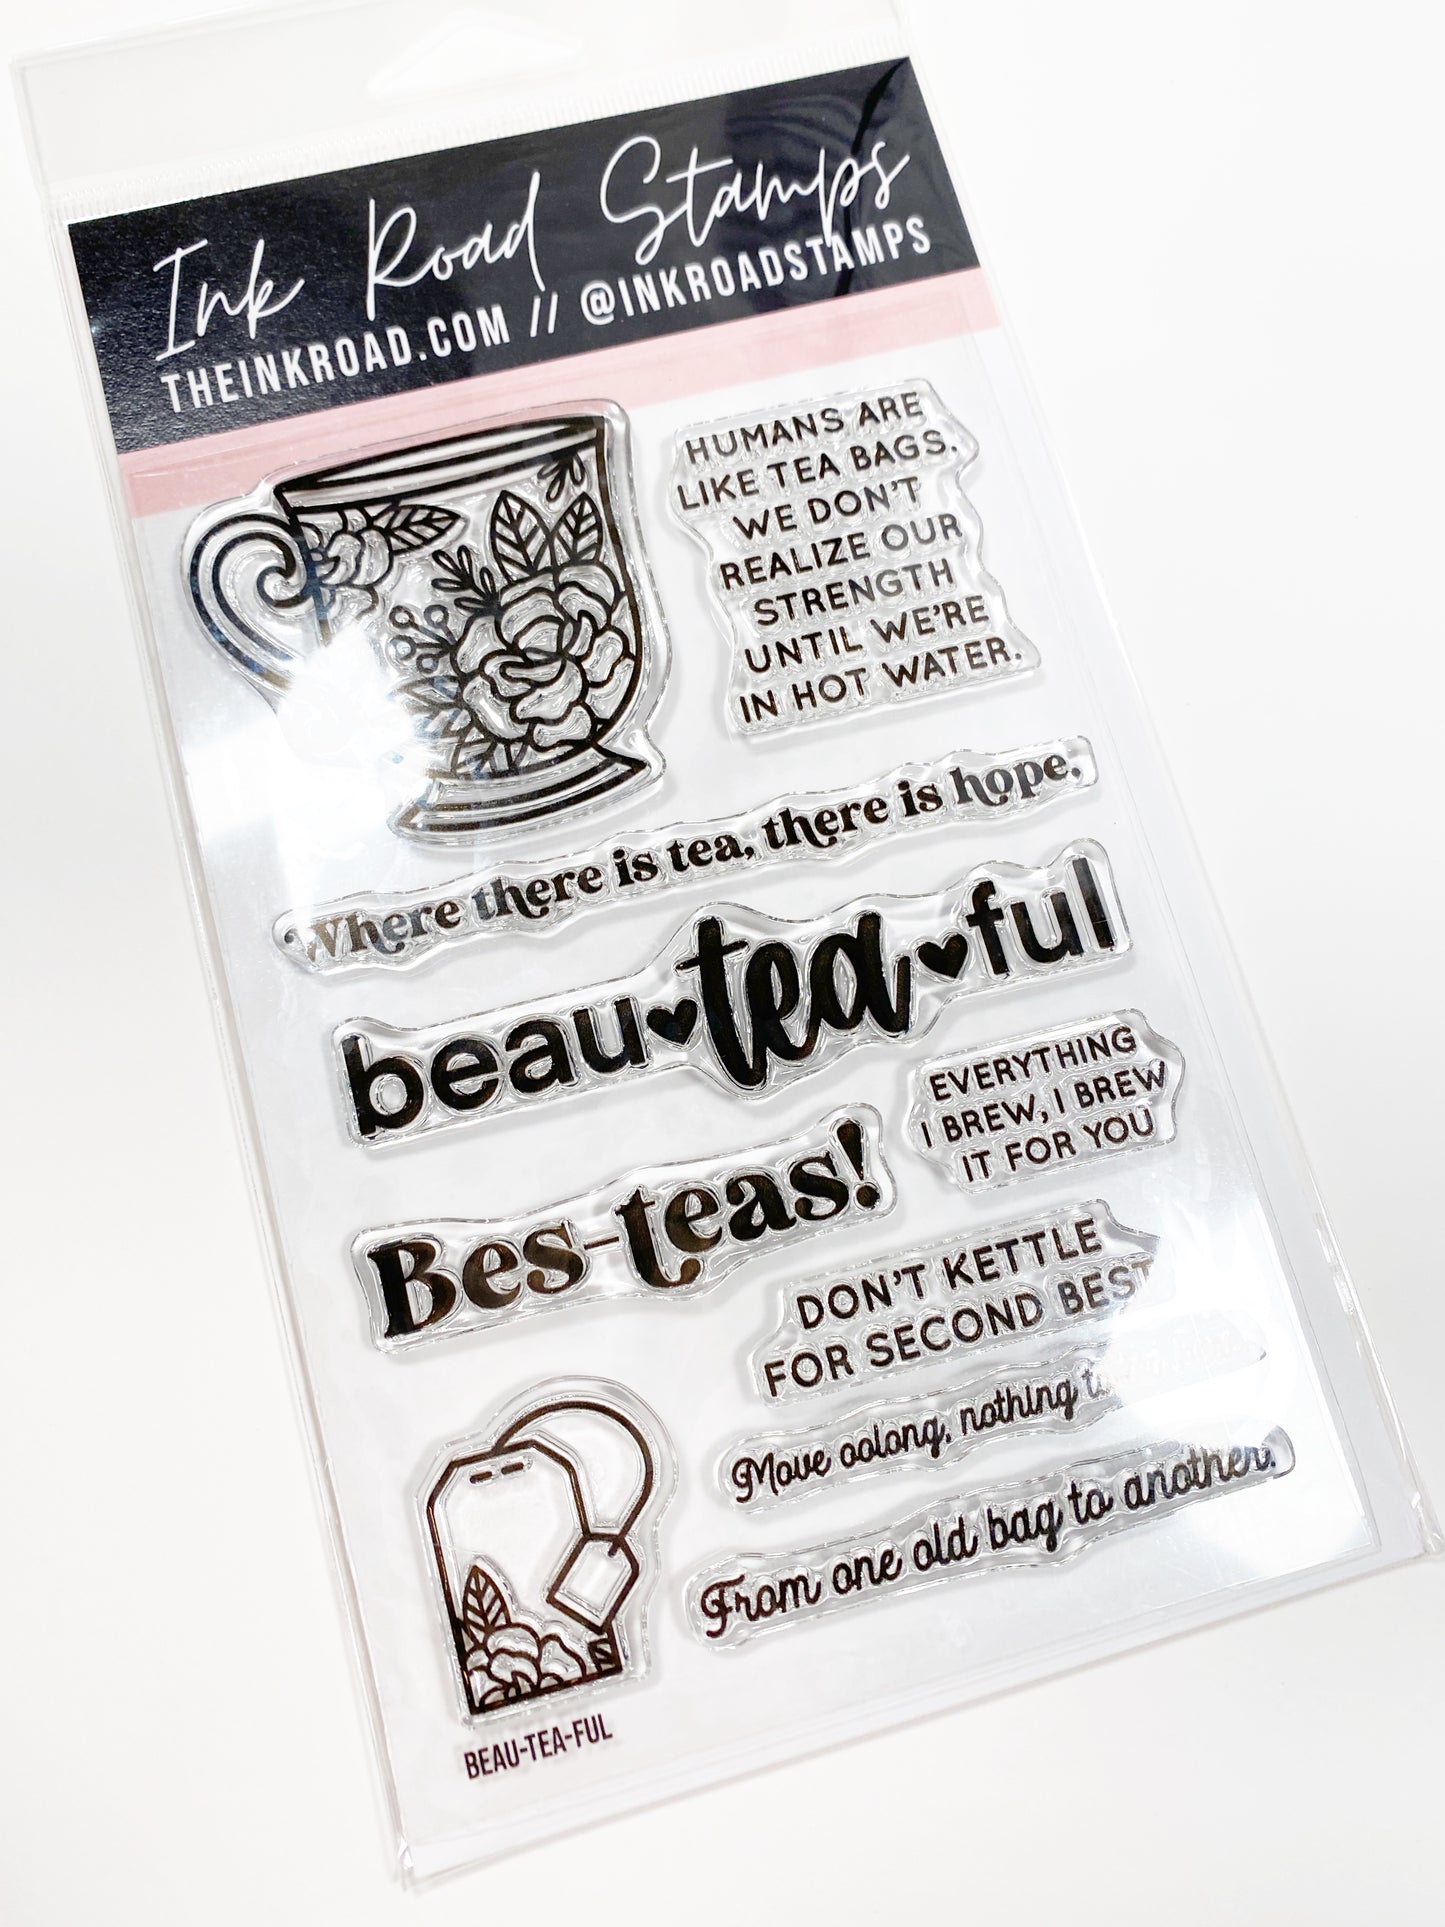 Ink Road Stamps
THEINKROAD.COM // @INKROADSTAMPS
HUMANS ARE
LIKE TEA BAGS.
WE DON'T
REALIZE OUR
STRENGTH
UNTIL WE'RE
IN HOT WATER.
Where there is tea, there is hope.
beau♥tea♥ful
EVERYTHING
I BREW, I BREW
IT FOR YOU
Bes-teas!
DON'T KETTLE
FOR SECOND BEST
Move oolong, nothing to
From one old bag to another.
BEAU-TEA-FUL